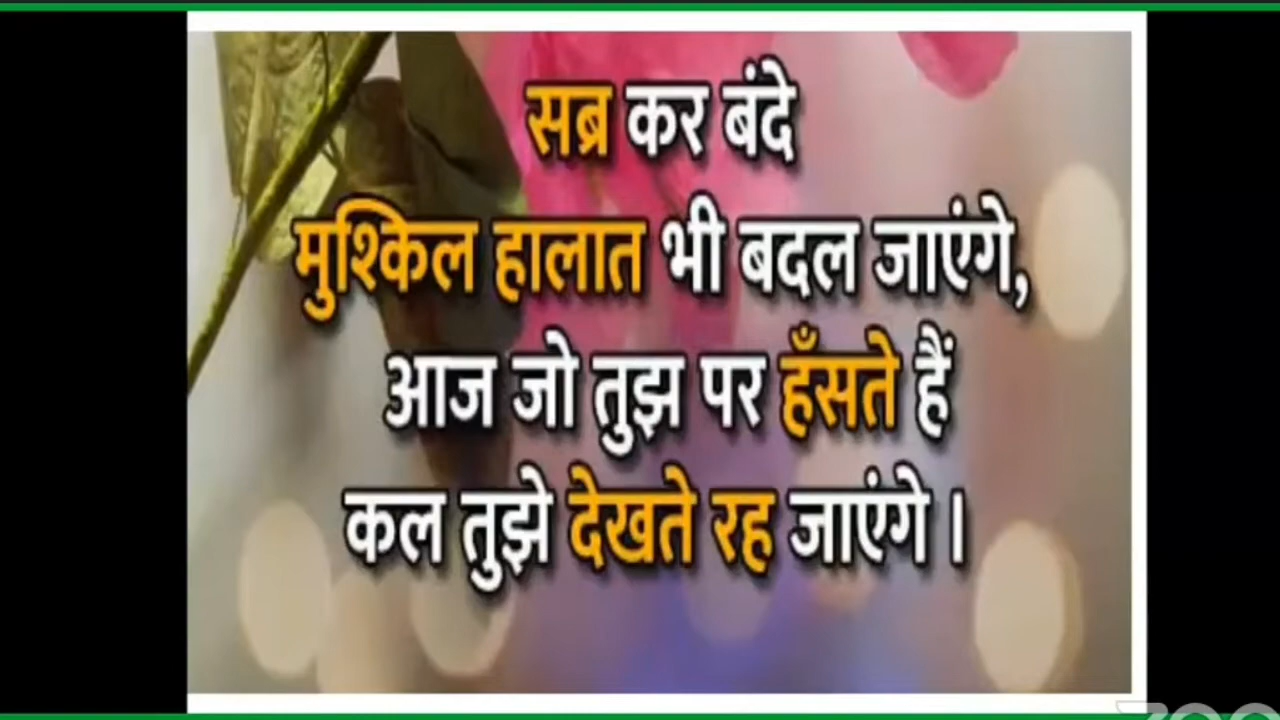 सब्र कर बंदे
मुश्किल हालात भी बदल जाएंगे,
आज जो तुझ पर हँसते हैं
कल तुझे देखते रह जाएंगे ।